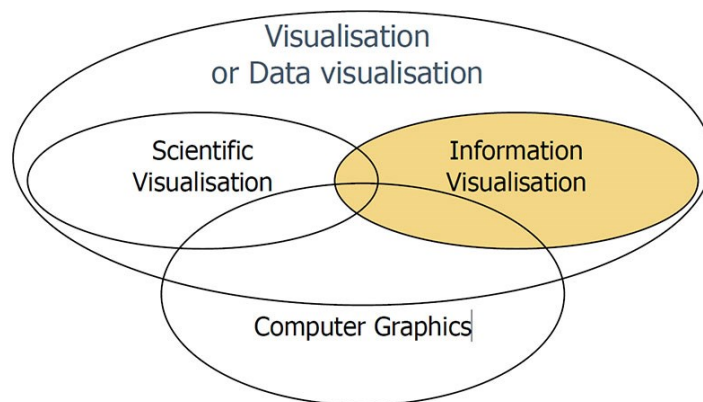 Visualisation
or Data visualisation
Scientific
Visualisation
Information
Visualisation
Computer Graphics